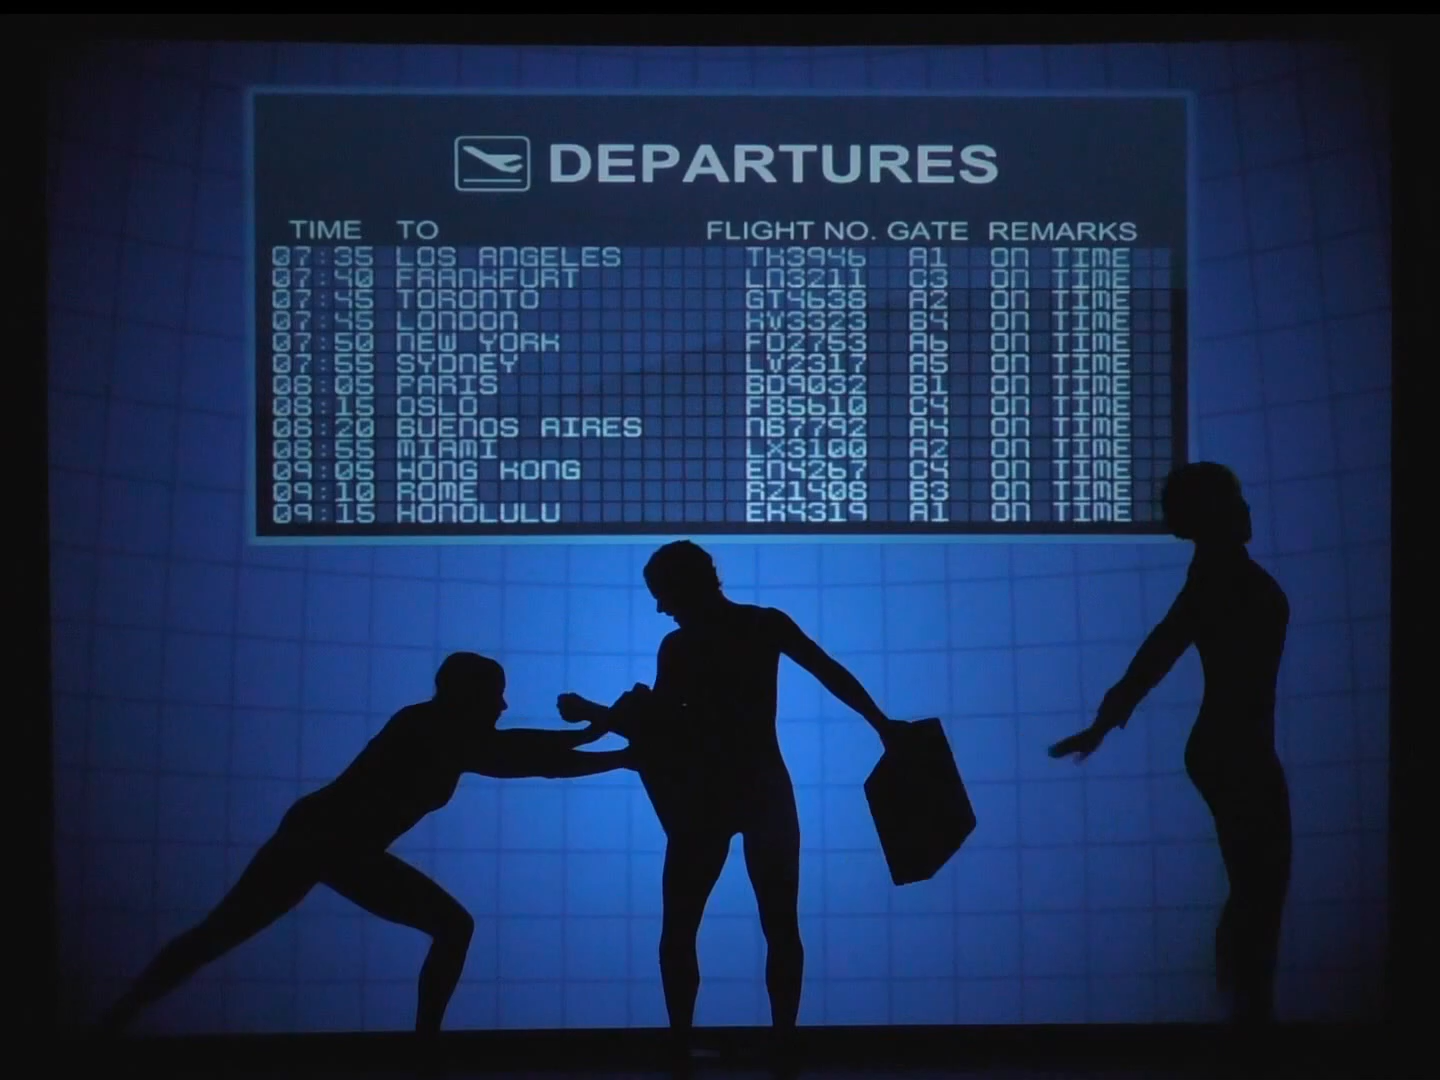 DEPARTURES
TIME TO FLIGHT NO. GATE REMARKS
07:35 LOS ANGELES TK3946 A1 ON TIME
07:40 FRANKFURT LN3211 C3 ON TIME
07:45 TORONTO GT4638 A2 ON TIME
07:45 LONDON KV3323 B4 ON TIME
07:50 NEW YORK FD2753 A6 ON TIME
07:55 SYDNEY LV2317 A5 ON TIME
08:05 PARIS BD9032 B1 ON TIME
08:15 OSLO FB5610 C4 ON TIME
08:20 BUENOS AIRES NB7792 A4 ON TIME
08:55 MIAMI LX3100 A2 ON TIME
09:05 HONG KONG EN4267 C4 ON TIME
09:10 ROME RZ1408 B3 ON TIME
09:15 HONOLULU EK4319 A1 ON TIME